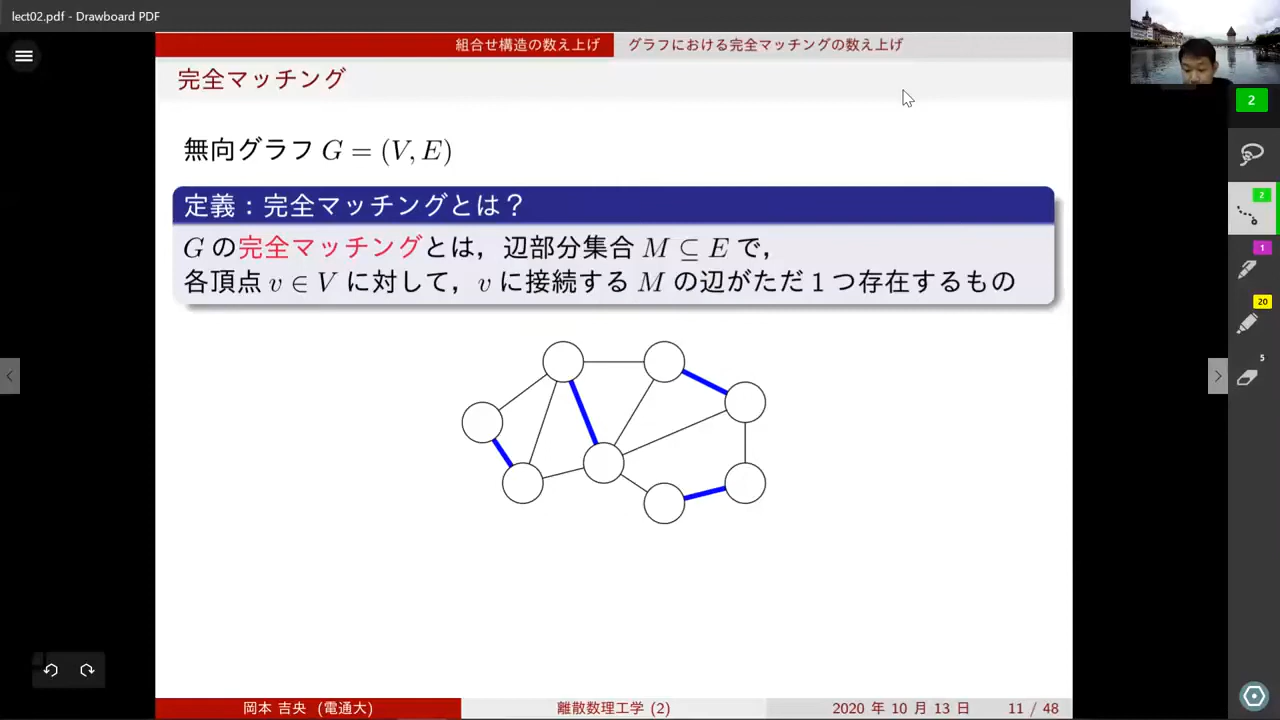 lect02.pdf - Drawboard PDF
組合せ構造の数え上げ グラフにおける完全マッチングの数え上げ
完全マッチング
無向グラフ G = (V, E)
定義：完全マッチングとは？
G の完全マッチングとは，辺部分集合 M ⊆ E で，
各頂点 v ∈ V に対して，v に接続する M の辺がただ 1 つ存在するもの
岡本 吉央 (電通大) 離散数理工学 (2) 2020 年 10 月 13 日 11 / 48
2
2
1
20
5